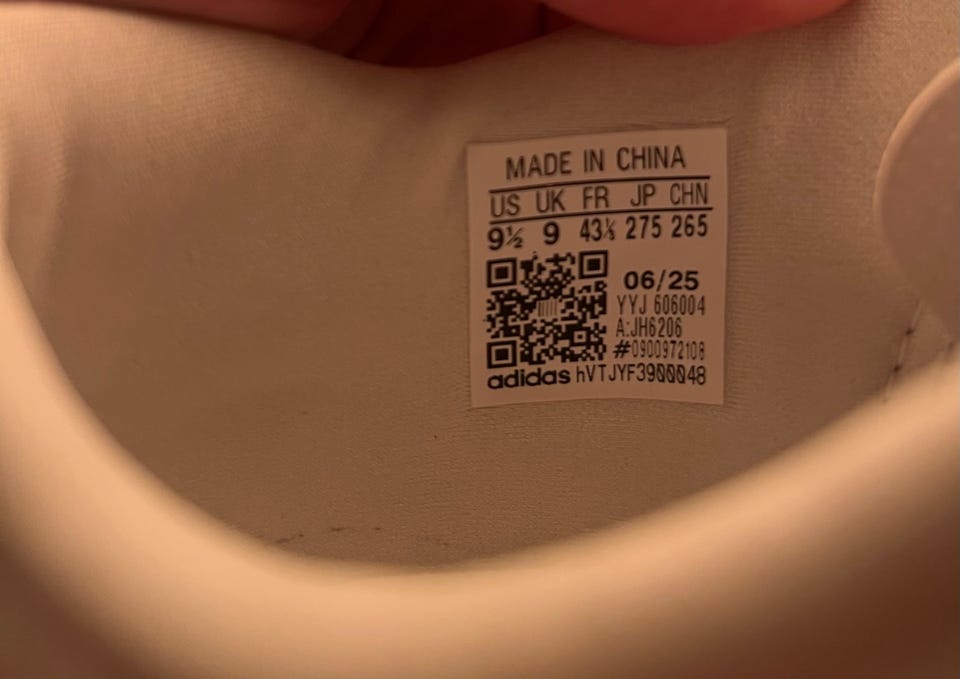 MADE IN CHINA
US UK FR JP CHN
9½ 9 43⅓ 275 265
06/25
YYJ 606004
A:JH6206
#0900972108
adidas hVTJYF3900048